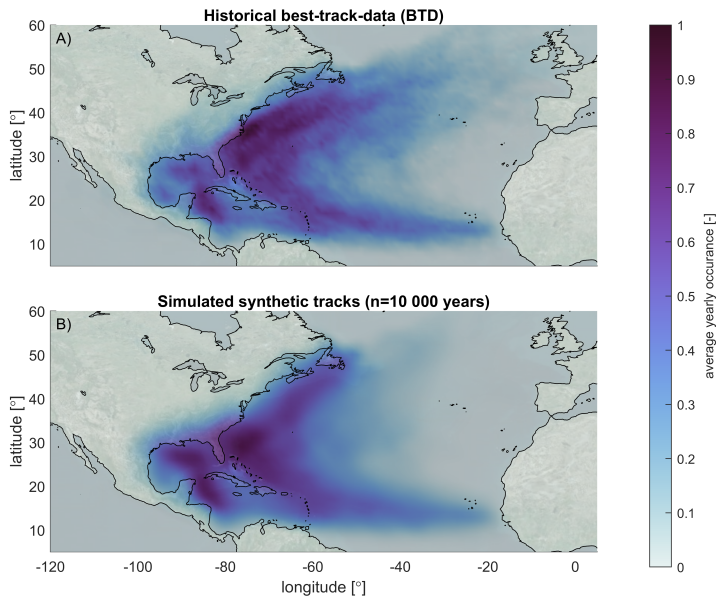 Historical best-track-data (BTD)
A)
60
50
40
30
20
10
latitude [°]
Simulated synthetic tracks (n=10 000 years)
B)
60
50
40
30
20
10
latitude [°]
-120 -100 -80 -60 -40 -20 0
longitude [°]
1
0.9
0.8
0.7
0.6
0.5
0.4
0.3
0.2
0.1
0
average yearly occurance [-]